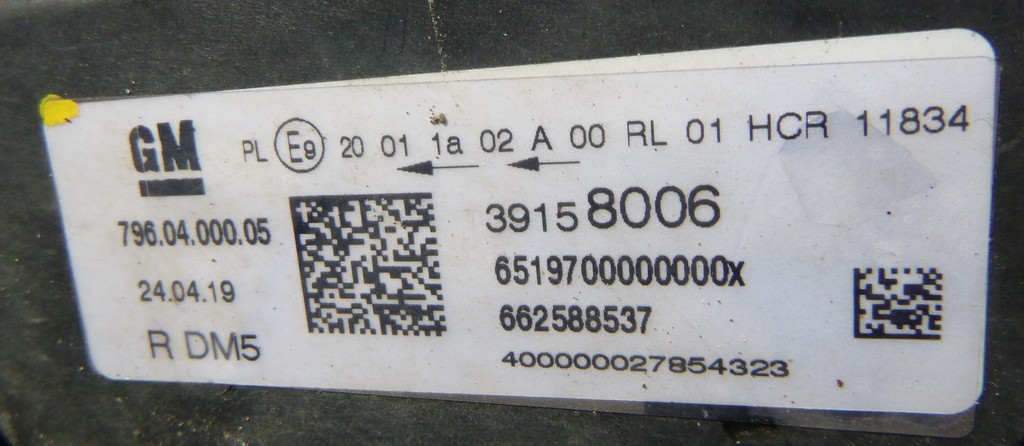 GM
PL E9 20 01 1a 02 A 00 RL 01 HCR 11834
796.04.000.05
24.04.19
R DM5
39158006
6519700000000X
662588537
400000027854323